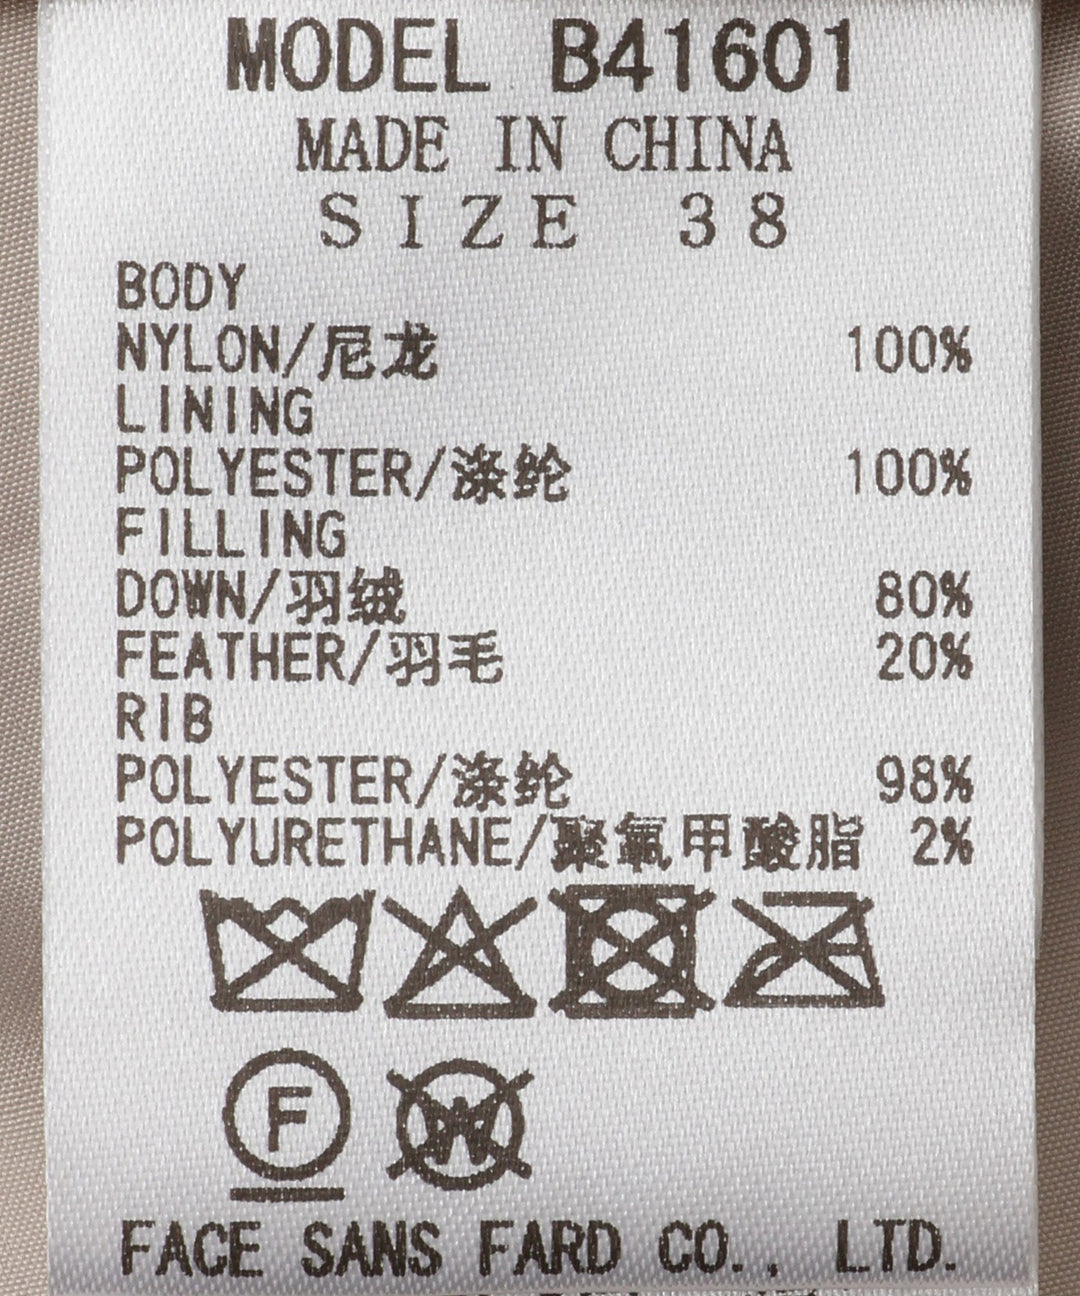 MODEL B41601
MADE IN CHINA
SIZE 38
BODY
NYLON/尼龙 100%
LINING
POLYESTER/涤纶 100%
FILLING
DOWN/羽绒 80%
FEATHER/羽毛 20%
RIB
POLYESTER/涤纶 98%
POLYURETHANE/聚氨甲酸脂 2%
F W
FACE SANS FARD CO., LTD.